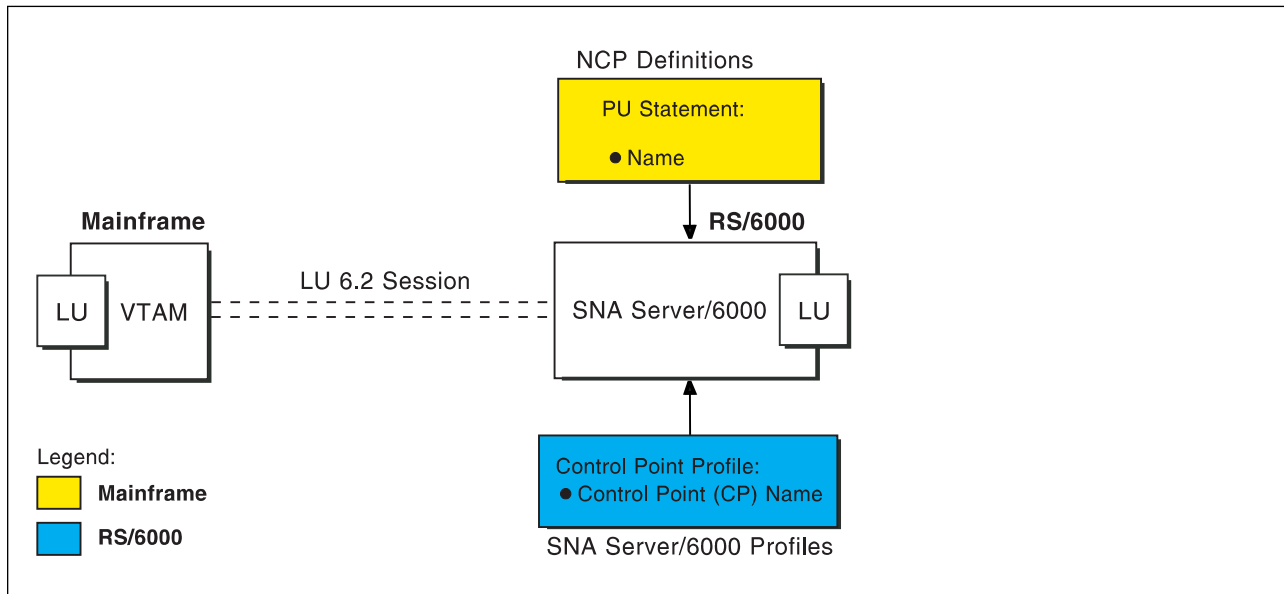 NCP Definitions
PU Statement:
● Name
Mainframe
RS/6000
LU 6.2 Session
LU
VTAM
SNA Server/6000
LU
Legend:
Mainframe
RS/6000
Control Point Profile:
● Control Point (CP) Name
SNA Server/6000 Profiles